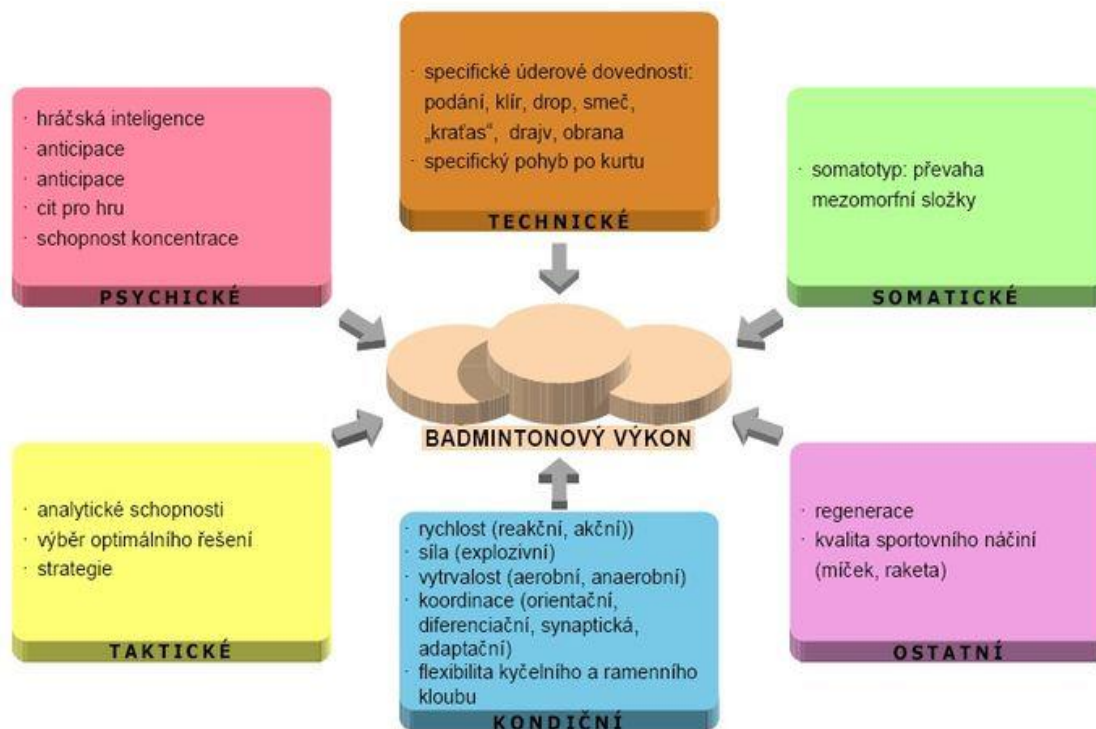 · hráčská inteligence
· anticipace
· anticipace
· cit pro hru
· schopnost koncentrace
PSYCHICKÉ
· specifické úderové dovednosti:
podání, klír, drop, smeč,
„kraťas“, drajv, obrana
· specifický pohyb po kurtu
TECHNICKÉ
· somatotyp: převaha
mezomorfní složky
SOMATICKÉ
BADMINTONOVÝ VÝKON
· analytické schopnosti
· výběr optimálního řešení
· strategie
TAKTICKÉ
· rychlost (reakční, akční))
· síla (explozivní)
· vytrvalost (aerobní, anaerobní)
· koordinace (orientační,
diferenciační, synaptická,
adaptační)
· flexibilita kyčelního a ramenního
kloubu
KONDIČNÍ
· regenerace
· kvalita sportovního náčiní
(míček, raketa)
OSTATNÍ